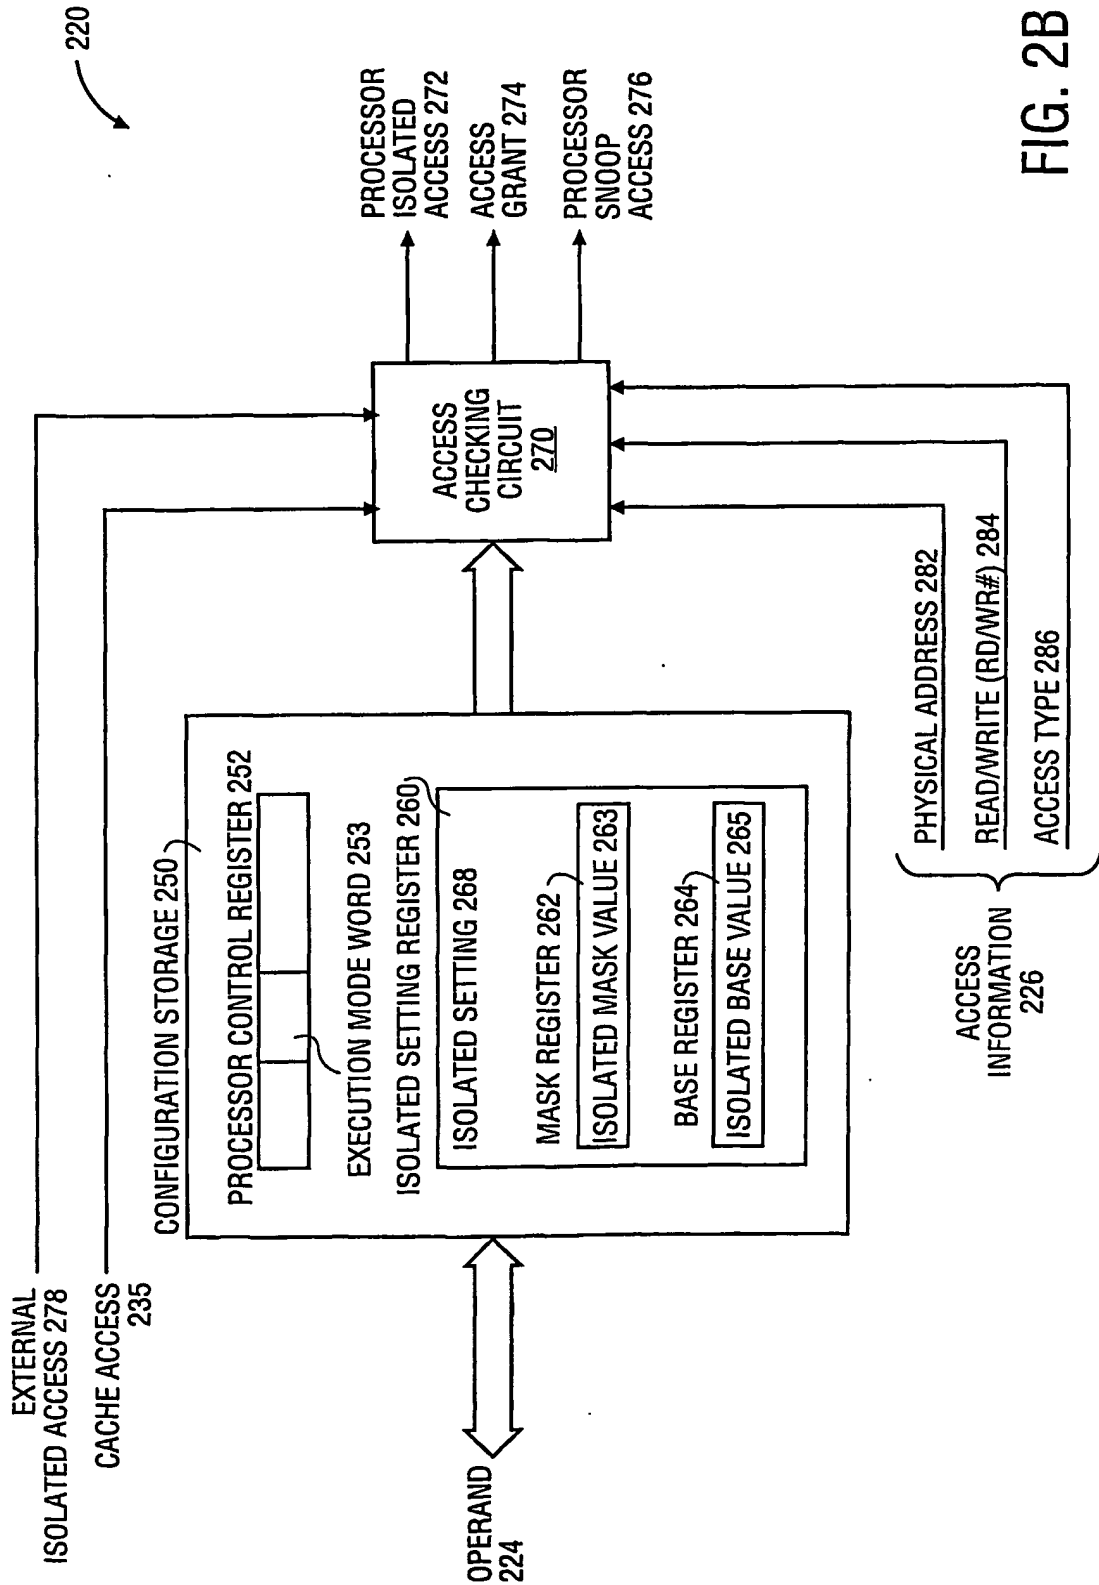 220
EXTERNAL
ISOLATED ACCESS 278
CACHE ACCESS
235
CONFIGURATION STORAGE 250
PROCESSOR CONTROL REGISTER 252
EXECUTION MODE WORD 253
ISOLATED SETTING REGISTER 260
ISOLATED SETTING 268
MASK REGISTER 262
ISOLATED MASK VALUE 263
BASE REGISTER 264
ISOLATED BASE VALUE 265
OPERAND
224
ACCESS
CHECKING
CIRCUIT
270
PROCESSOR
ISOLATED
ACCESS 272
ACCESS
GRANT 274
PROCESSOR
SNOOP
ACCESS 276
PHYSICAL ADDRESS 282
READ/WRITE (RD/WR#) 284
ACCESS TYPE 286
ACCESS
INFORMATION
226
FIG. 2B